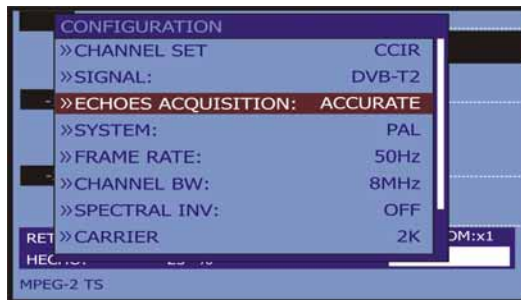 CONFIGURATION
»CHANNEL SET CCIR
»SIGNAL: DVB-T2
»ECHOES ACQUISITION: ACCURATE
»SYSTEM: PAL
»FRAME RATE: 50Hz
»CHANNEL BW: 8MHz
»SPECTRAL INV: OFF
»CARRIER 2K
RET OM:x1
MPEG-2 TS